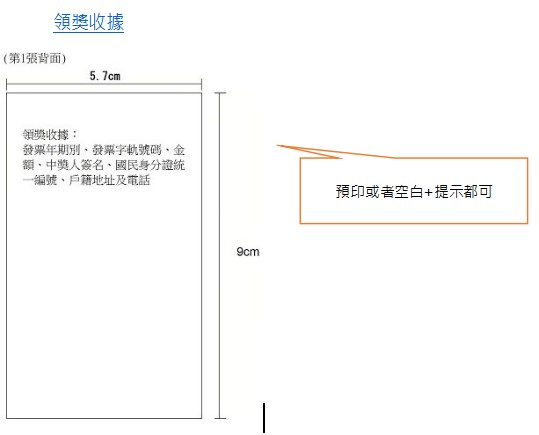 領獎收據
(第1張背面)
5.7cm
領獎收據：
發票年期別、發票字軌號碼、金
額、中獎人簽名、國民身分證統
一編號、戶籍地址及電話
預印或者空白+提示都可
9cm